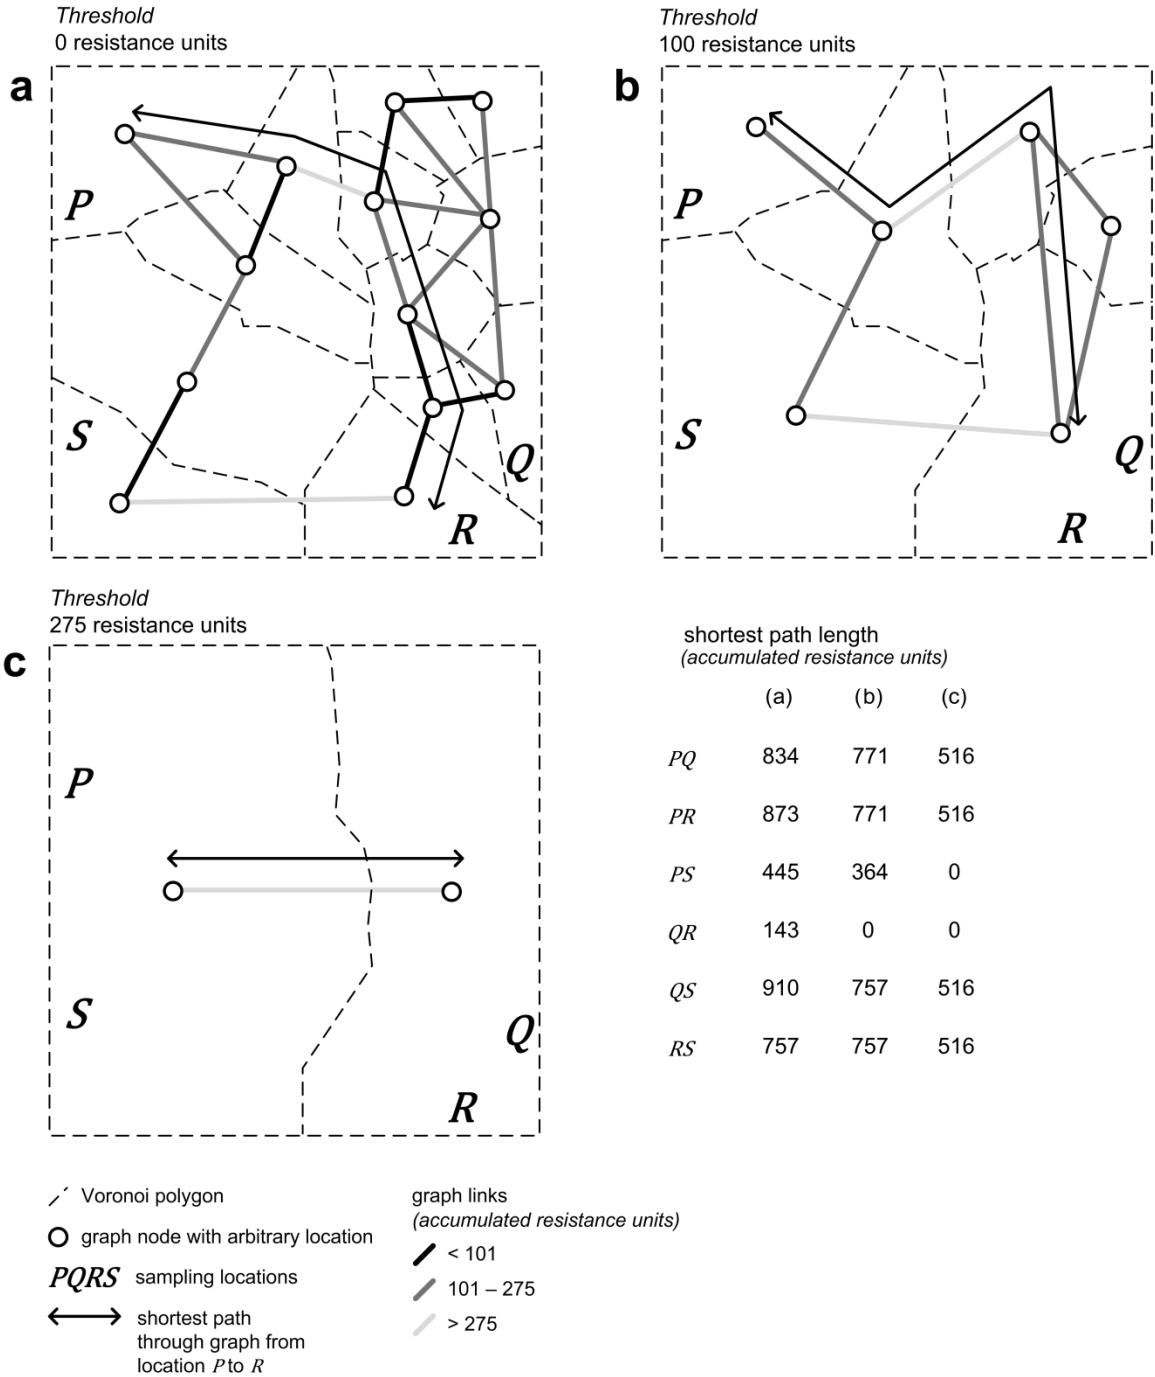 Threshold
0 resistance units
a
P
S
Q
R
Threshold
100 resistance units
b
P
S
Q
R
Threshold
275 resistance units
c
P
S
Q
R
shortest path length
(accumulated resistance units)
(a) (b) (c)
PQ 834 771 516
PR 873 771 516
PS 445 364 0
QR 143 0 0
QS 910 757 516
RS 757 757 516
Voronoi polygon
graph node with arbitrary location
PQRS sampling locations
shortest path
through graph from
location P to R
graph links
(accumulated resistance units)
< 101
101 – 275
> 275